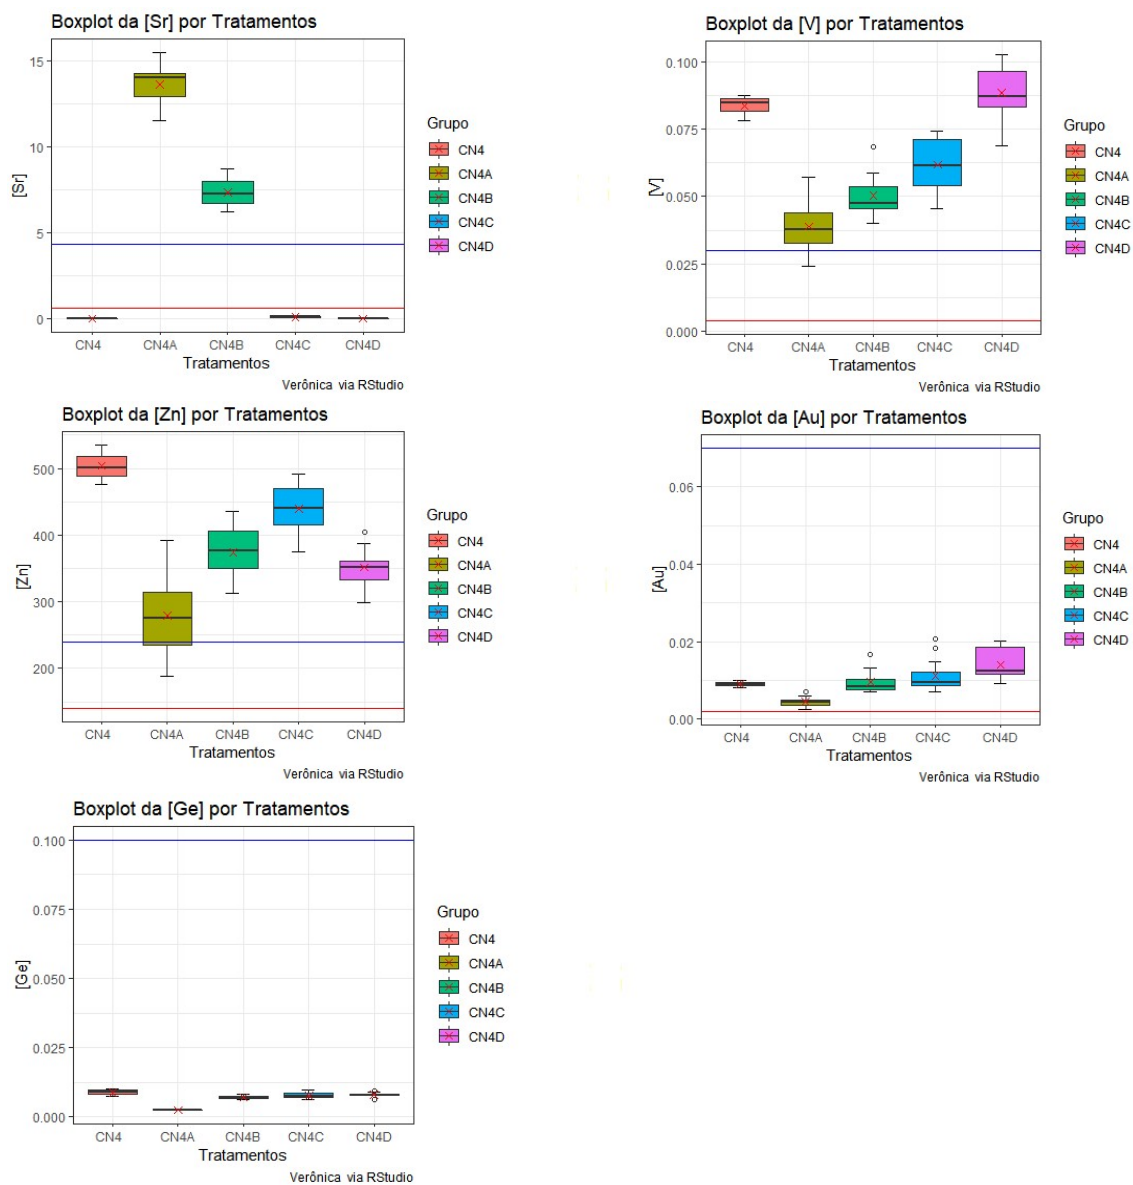 Boxplot da [Sr] por Tratamentos
[Sr]
15
10
5
0
CN4 CN4A CN4B CN4C CN4D
Tratamentos
Grupo
CN4
CN4A
CN4B
CN4C
CN4D
Verônica via RStudio
Boxplot da [V] por Tratamentos
[V]
0.100
0.075
0.050
0.025
0.000
CN4 CN4A CN4B CN4C CN4D
Tratamentos
Grupo
CN4
CN4A
CN4B
CN4C
CN4D
Verônica via RStudio
Boxplot da [Zn] por Tratamentos
[Zn]
500
400
300
200
CN4 CN4A CN4B CN4C CN4D
Tratamentos
Grupo
CN4
CN4A
CN4B
CN4C
CN4D
Verônica via RStudio
Boxplot da [Au] por Tratamentos
[Au]
0.06
0.04
0.02
0.00
CN4 CN4A CN4B CN4C CN4D
Tratamentos
Grupo
CN4
CN4A
CN4B
CN4C
CN4D
Verônica via RStudio
Boxplot da [Ge] por Tratamentos
[Ge]
0.100
0.075
0.050
0.025
0.000
CN4 CN4A CN4B CN4C CN4D
Tratamentos
Grupo
CN4
CN4A
CN4B
CN4C
CN4D
Verônica via RStudio